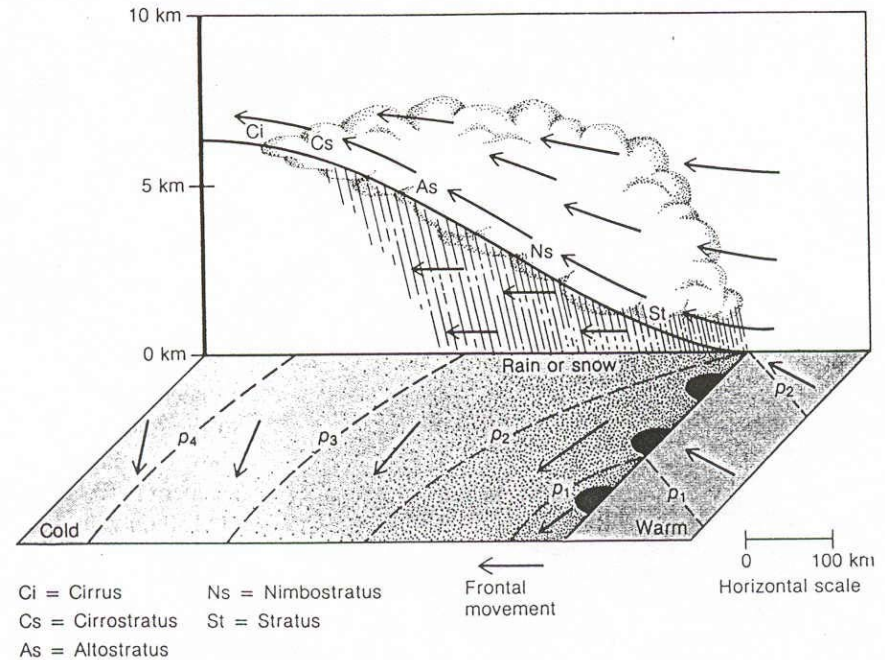 10 km
Ci
Cs
5 km
As
Ns
St
0 km
Rain or snow
p2
p4
p3
p2
p1
p1
Cold
Warm
0 100 km
Horizontal scale
Frontal
movement
Ci = Cirrus Ns = Nimbostratus
Cs = Cirrostratus St = Stratus
As = Altostratus